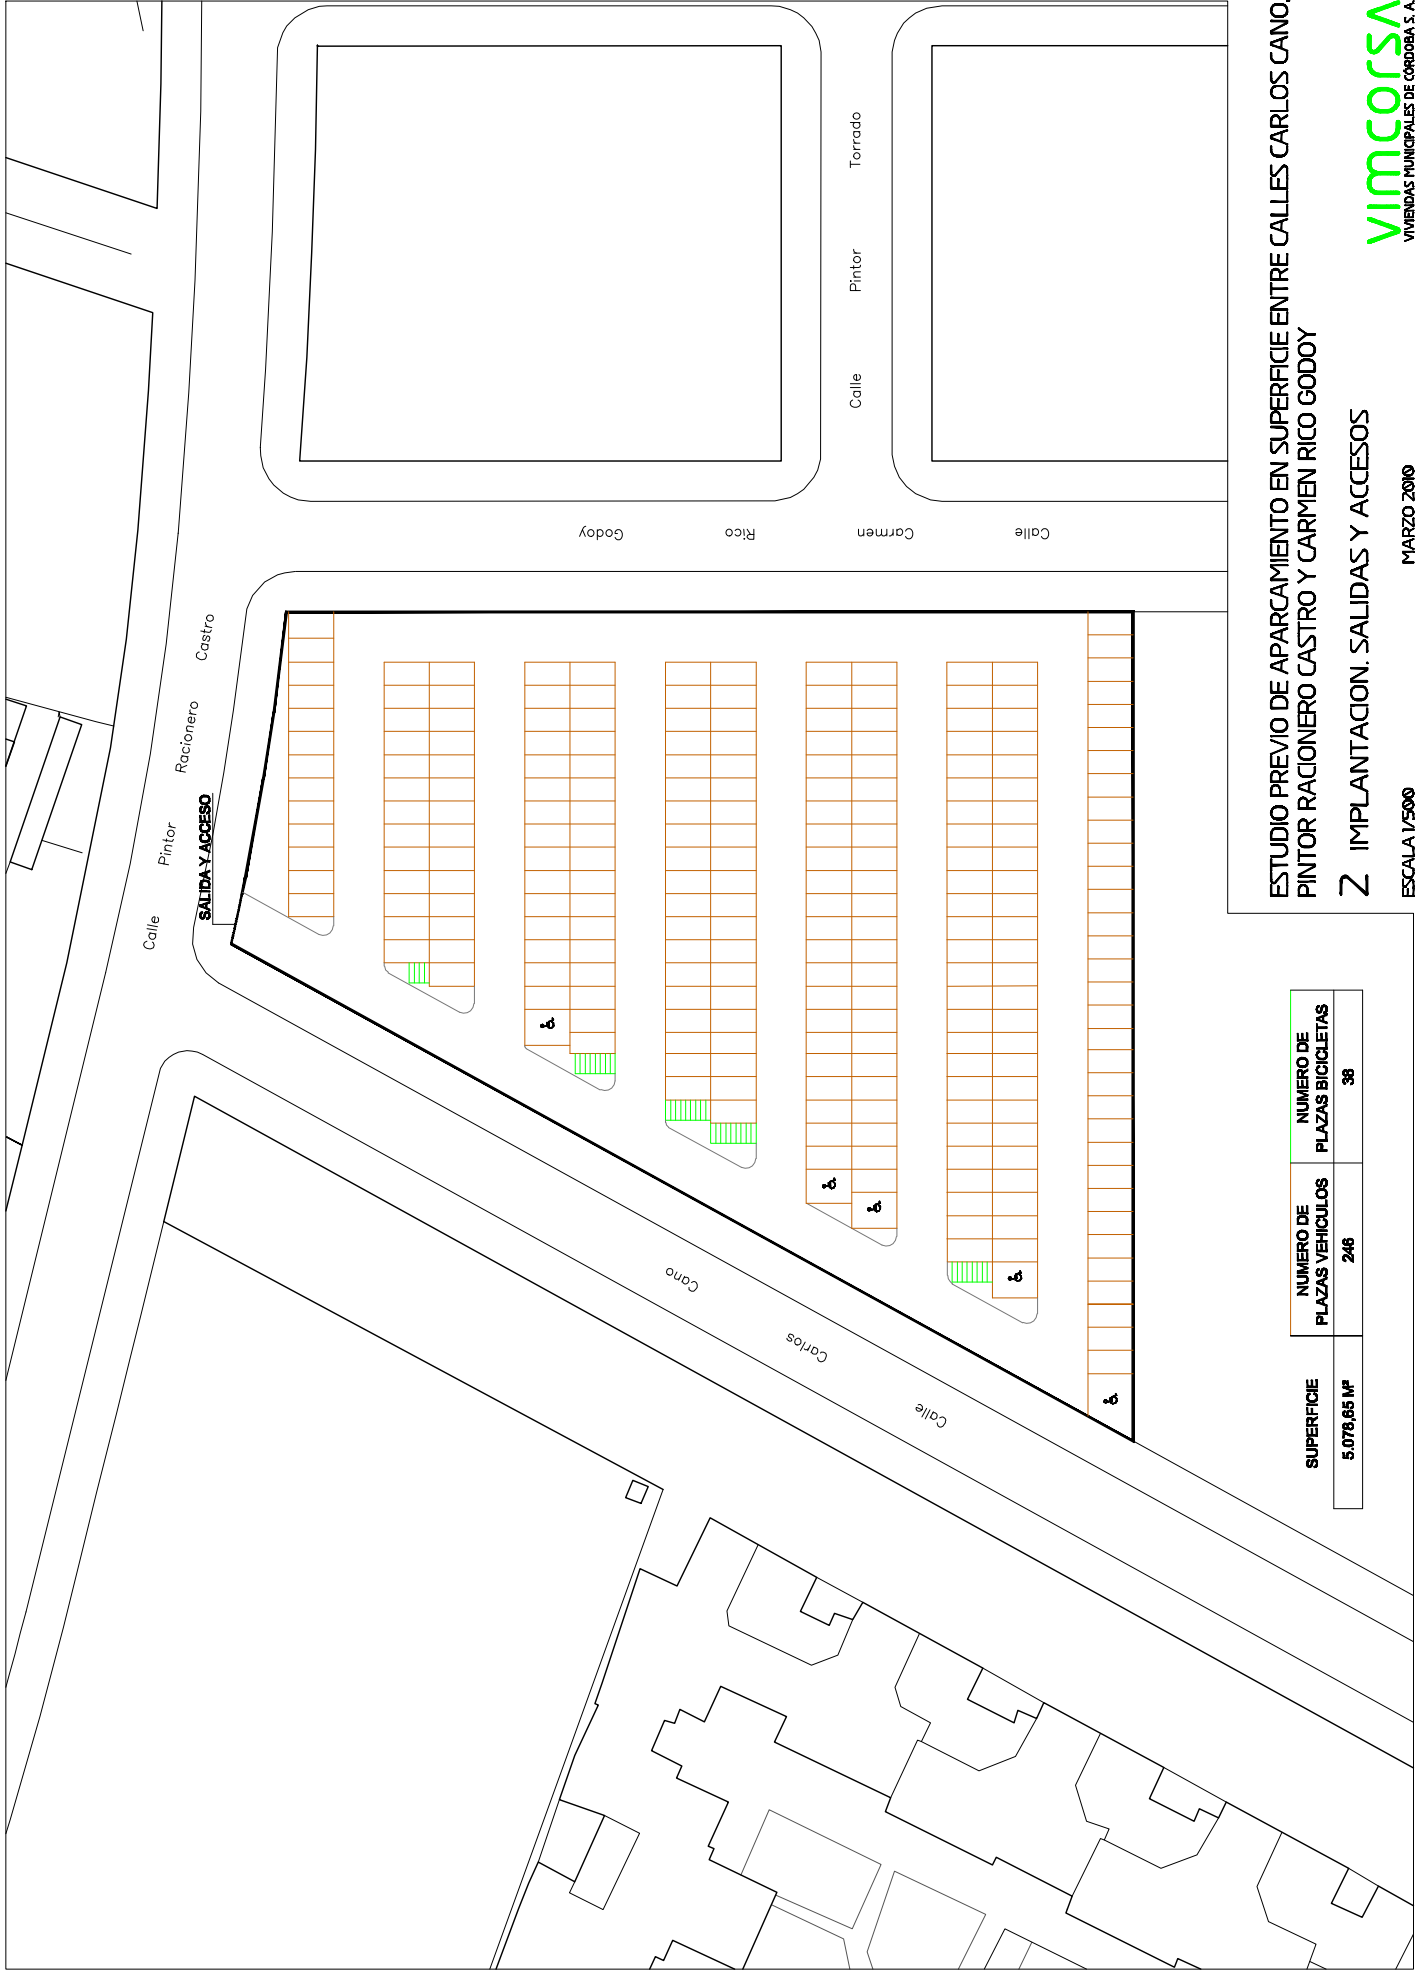 Calle Pintor Racionero Castro
SALIDA Y ACCESO
Calle Pintor Torrado
Calle Carmen Rico Godoy
Calle Carlos Cano
SUPERFICIE
5.078,65 M²
NUMERO DE
PLAZAS VEHICULOS
246
NUMERO DE
PLAZAS BICICLETAS
38
ESTUDIO PREVIO DE APARCAMIENTO EN SUPERFICIE ENTRE CALLES CARLOS CANO,
PINTOR RACIONERO CASTRO Y CARMEN RICO GODOY
2 IMPLANTACION. SALIDAS Y ACCESOS
ESCALA 1/500
MARZO 2010
vimcorsa
VIVIENDAS MUNICIPALES DE CÓRDOBA S. A.